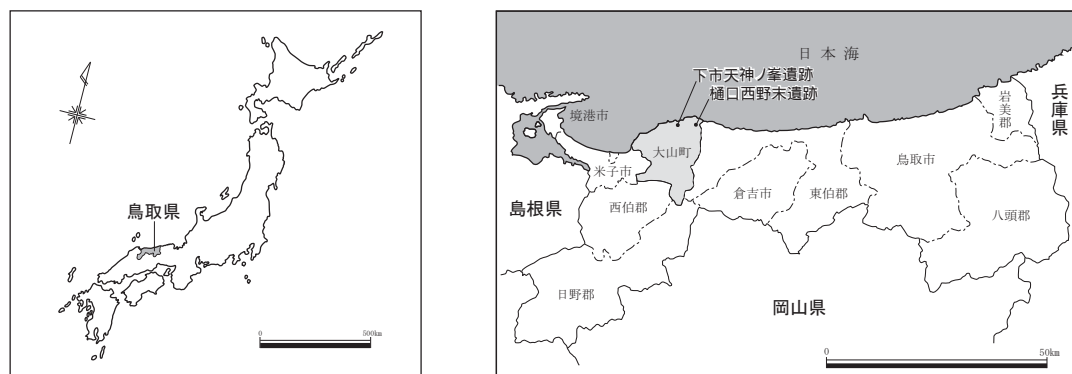 鳥取県
0
500km
日本海
下市天神ノ峯遺跡
樋口西野末遺跡
境港市
大山町
米子市
西伯郡
島根県
日野郡
倉吉市
東伯郡
鳥取市
岩美郡
兵庫県
八頭郡
岡山県
0
50km